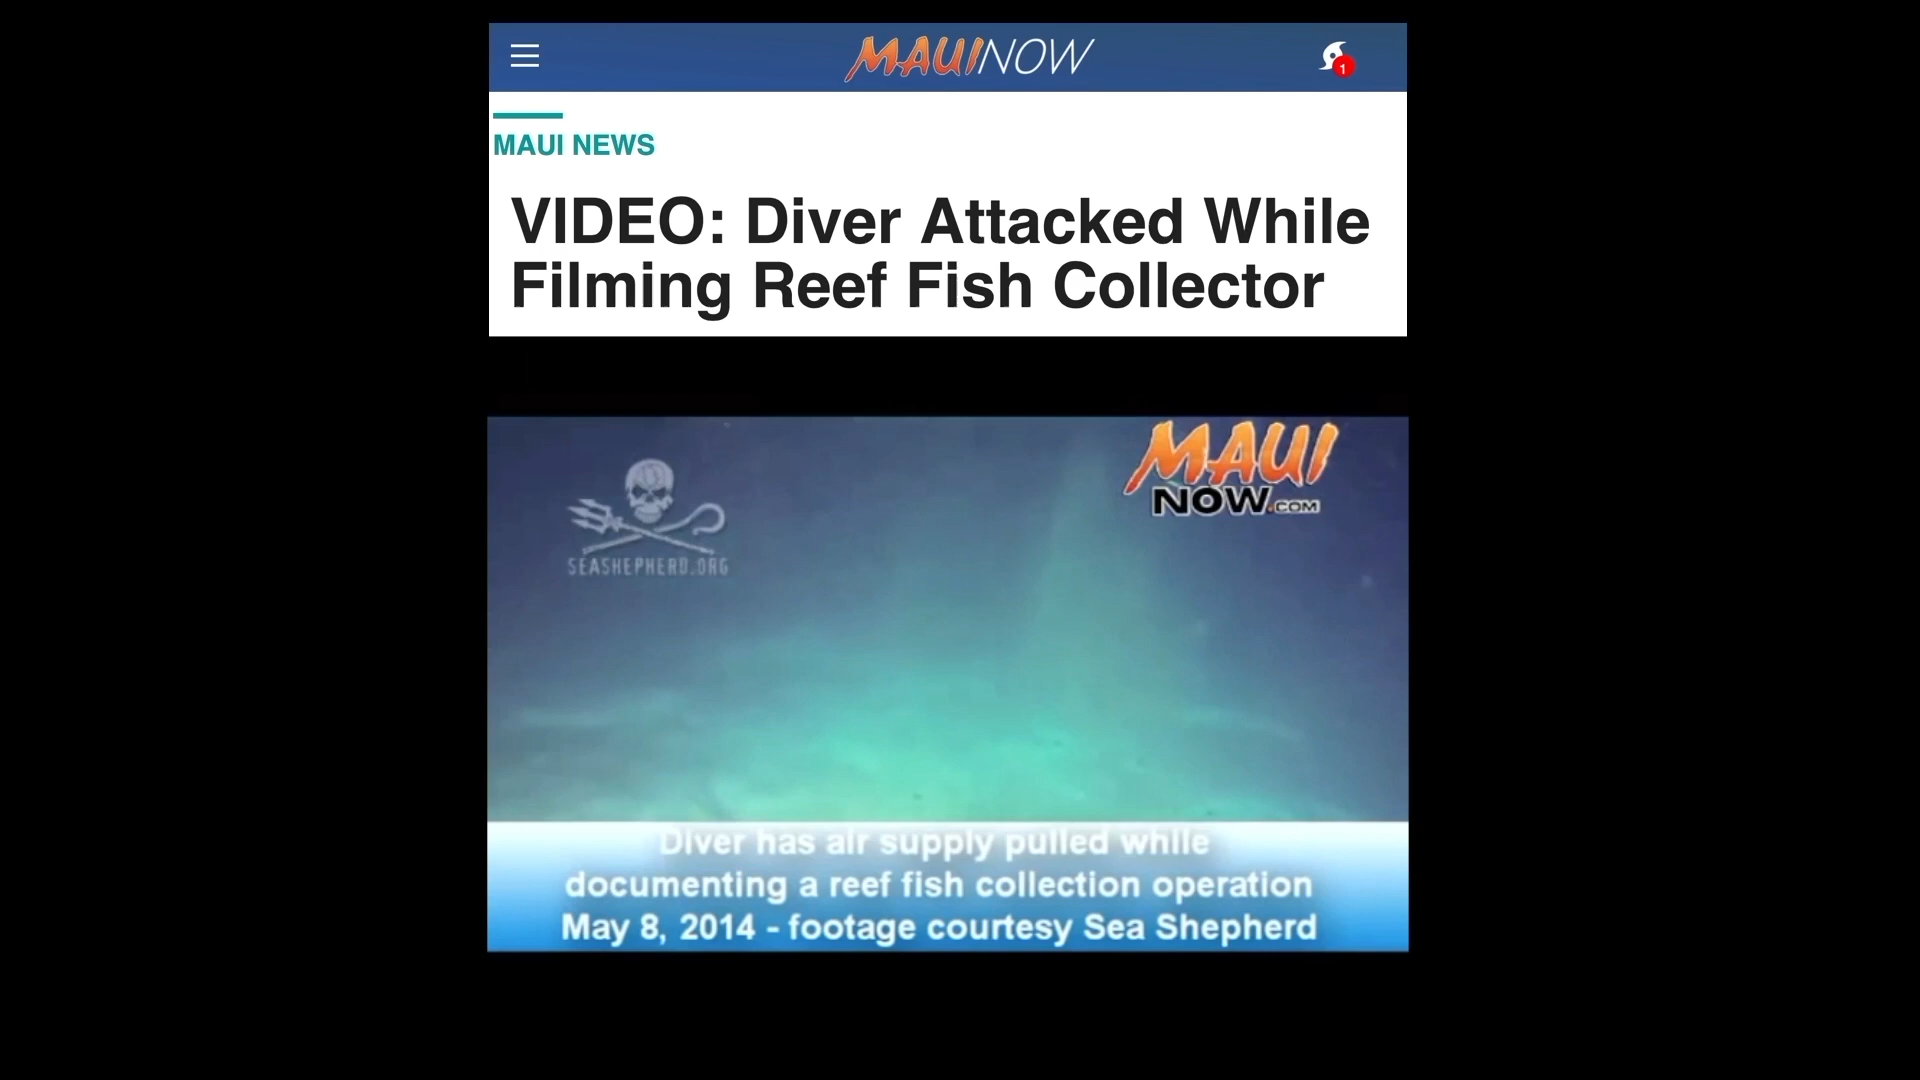 MAUINOW
1
MAUI NEWS
VIDEO: Diver Attacked While
Filming Reef Fish Collector
MAUI
NOW.COM
SEASHEPHERD.ORG
Diver has air supply pulled while
documenting a reef fish collection operation
May 8, 2014 - footage courtesy Sea Shepherd